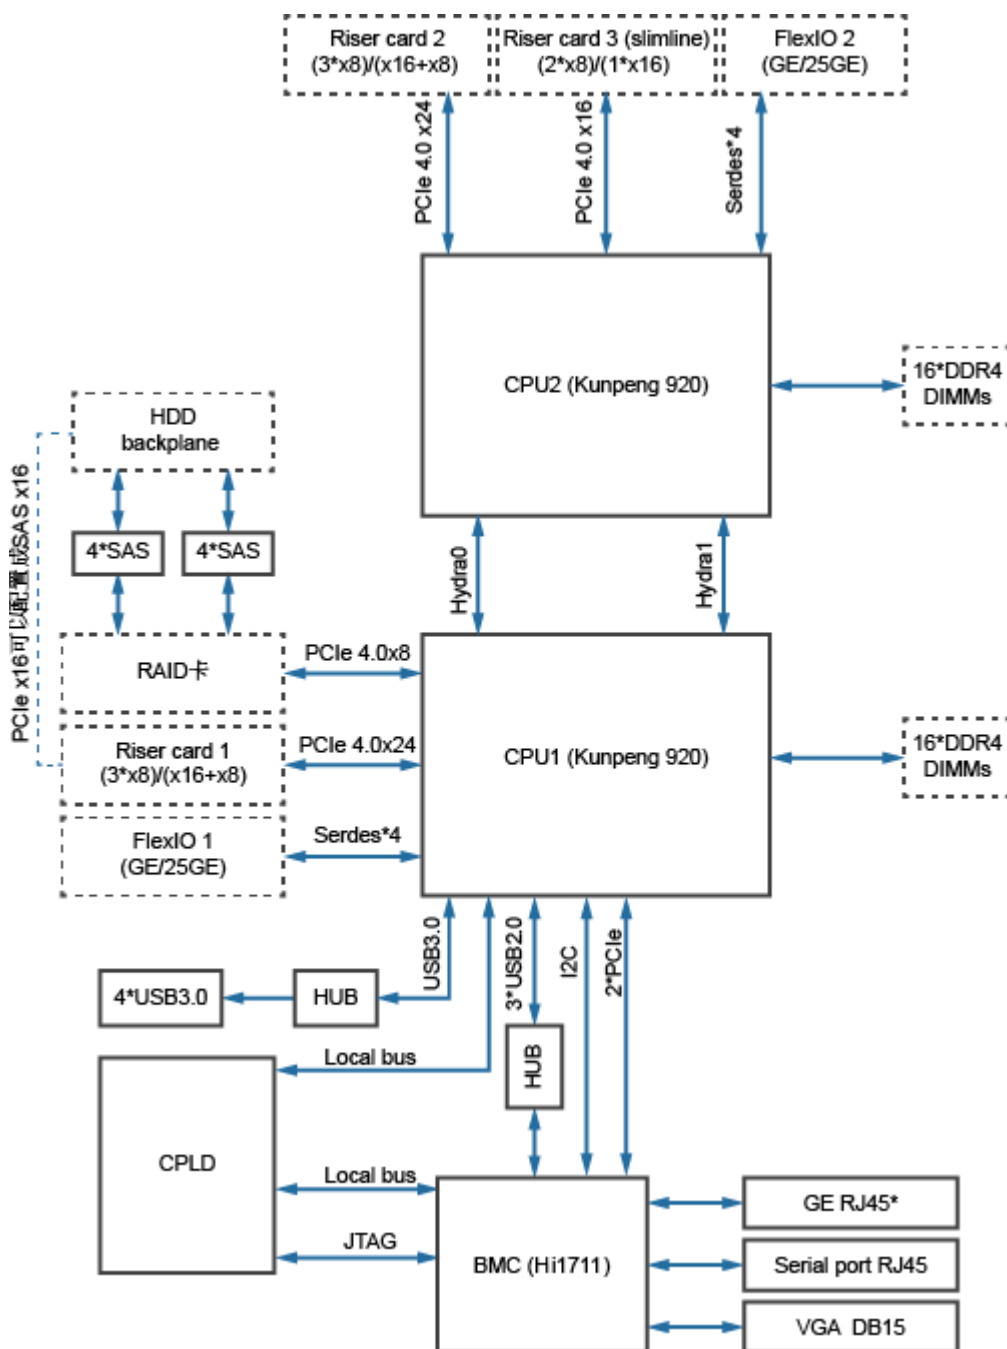 Riser card 2
(3*x8)/(x16+x8)
Riser card 3 (slimline)
(2*x8)/(1*x16)
FlexIO 2
(GE/25GE)
PCIe 4.0 x24
PCIe 4.0 x16
Serdes*4
CPU2 (Kunpeng 920)
16*DDR4
DIMMs
HDD
backplane
4*SAS
4*SAS
PCIe x16可以配置成SAS x16
Hydra0
Hydra1
RAID卡
PCIe 4.0x8
Riser card 1
(3*x8)/(x16+x8)
PCIe 4.0x24
CPU1 (Kunpeng 920)
16*DDR4
DIMMs
FlexIO 1
(GE/25GE)
Serdes*4
USB3.0
3*USB2.0
I2C
2*PCIe
4*USB3.0
HUB
HUB
Local bus
CPLD
Local bus
JTAG
BMC (Hi1711)
GE RJ45*
Serial port RJ45
VGA DB15